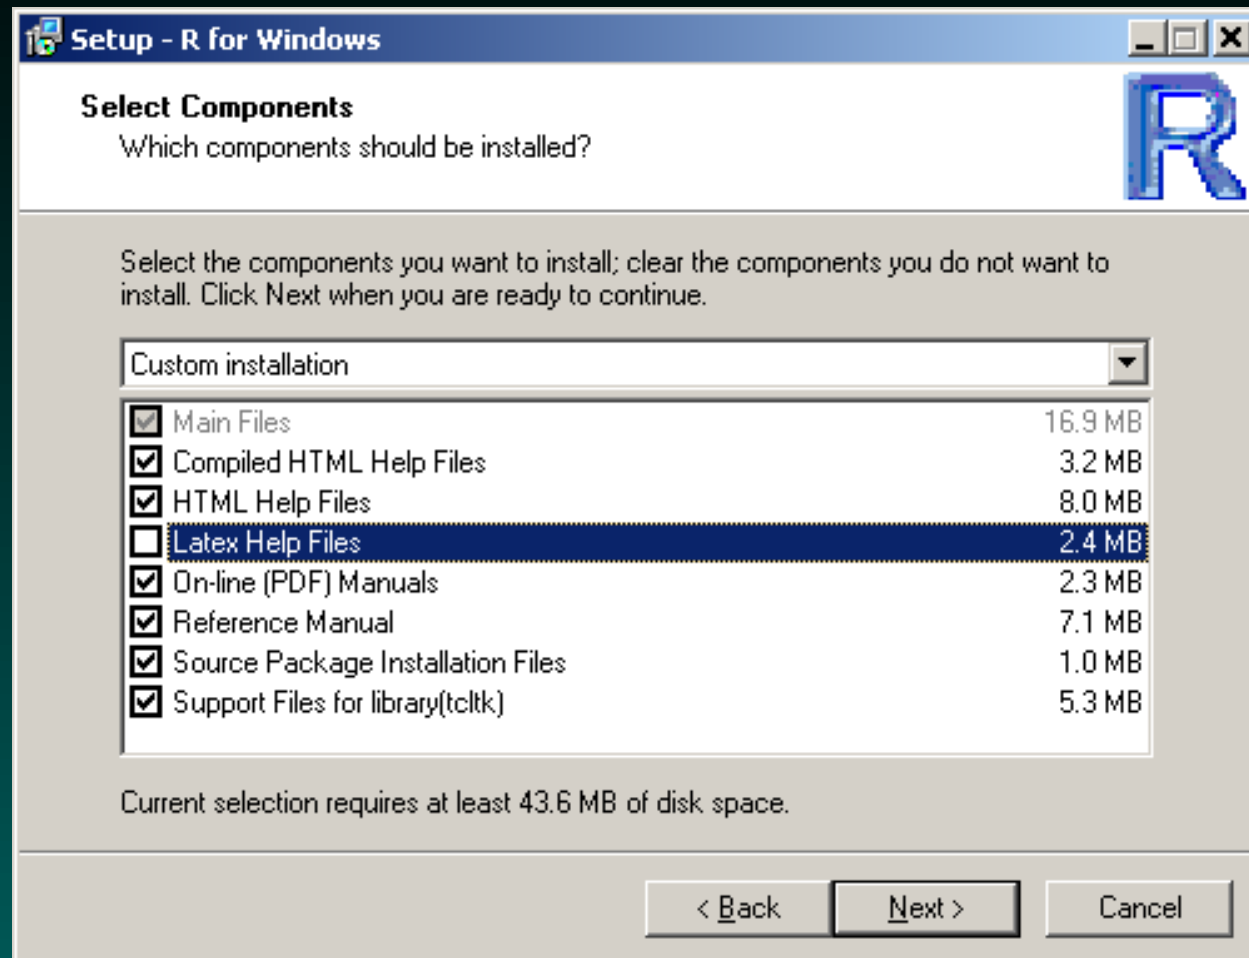 Setup - R for Windows
Select Components
Which components should be installed?
R
Select the components you want to install; clear the components you do not want to
install. Click Next when you are ready to continue.
Custom installation
Main Files 16.9 MB
Compiled HTML Help Files 3.2 MB
HTML Help Files 8.0 MB
Latex Help Files 2.4 MB
On-line (PDF) Manuals 2.3 MB
Reference Manual 7.1 MB
Source Package Installation Files 1.0 MB
Support Files for library(tcltk) 5.3 MB
Current selection requires at least 43.6 MB of disk space.
< Back Next > Cancel